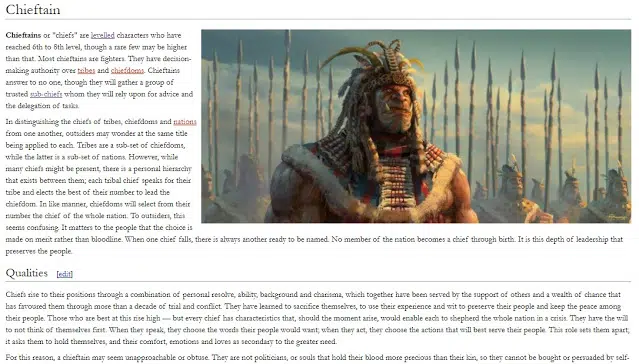 Chieftain
Chieftains or "chiefs" are levelled characters who have
reached 6th to 8th level, though a rare few may be higher
than that. Most chieftains are fighters. They have decision-
making authority over tribes and chiefdoms. Chieftains
answer to no one, though they will gather a group of
trusted sub-chiefs whom they will rely upon for advice and
the delegation of tasks.
In distinguishing the chiefs of tribes, chiefdoms and nations
from one another, outsiders may wonder at the same title
being applied to each. Tribes are a sub-set of chiefdoms,
while the latter is a sub-set of nations. However, while
many chiefs might be present, there is a personal hierarchy
that exists between them; each tribal chief speaks for their
tribe and elects the best of their number to lead the
chiefdom. In like manner, chiefdoms will select from their
number the chief of the whole nation. To outsiders, this
seems confusing. It matters to the people that the choice is
made on merit rather than bloodline. When one chief falls, there is always another ready to be named. No member of the nation becomes a chief through birth. It is this depth of leadership that
preserves the people.
Qualities [edit]
Chiefs rise to their positions through a combination of personal resolve, ability, background and charisma, which together have been served by the support of others and a wealth of chance that
has favoured them through more than a decade of trial and conflict. They have learned to sacrifice themselves, to use their experience and wit to preserve their people and keep the peace among
their people. Those who are best at this rise high — but every chief has characteristics that, should the moment arise, would enable each to shepherd the whole nation in a crisis. They have the will
to not think of themselves first. When they speak, they choose the words their people would want; when they act, they choose the actions that will best serve their people. This role sets them apart;
it asks them to hold themselves, and their comfort, emotions and loves as secondary to the greater need.
For this reason, a chieftain may seem unapproachable or obtuse. They are not politicians, or souls that hold their blood more precious than their kin, so they cannot be bought or persuaded by self-